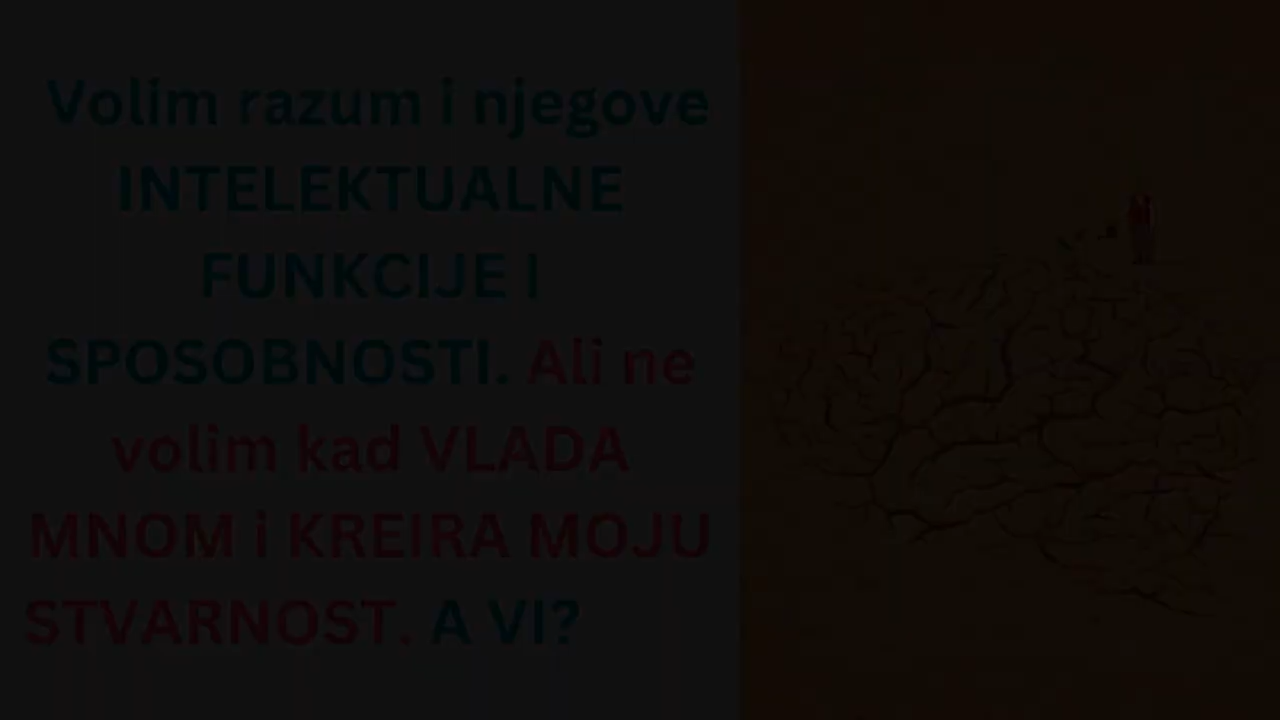 Volim razum i njegove
INTELEKTUALNE
FUNKCIJE I
SPOSOBNOSTI. Ali ne
volim kad VLADA
MNOM i KREIRA MOJU
STVARNOST. A VI?